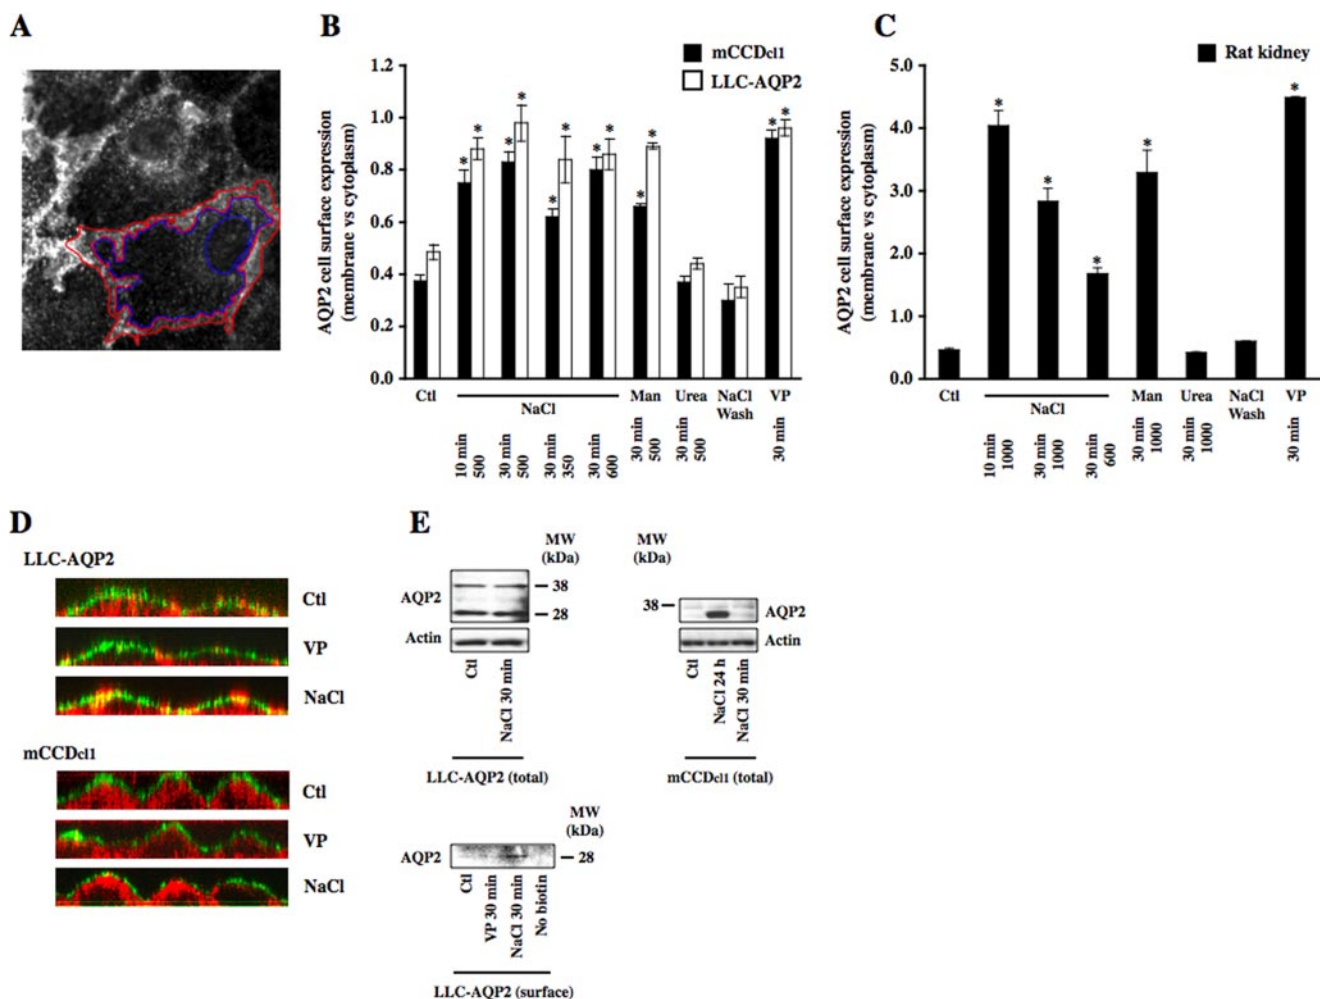 A
B
mCCDcl1
LLC-AQP2
AQP2 cell surface expression
(membrane vs cytoplasm)
1.2
1.0
0.8
0.6
0.4
0.2
0.0
Ctl
NaCl
Man
Urea
NaCl
Wash
VP
10 min
500
30 min
500
30 min
350
30 min
600
30 min
500
30 min
500
30 min
* * * * * * * * * * * *
C
Rat kidney
AQP2 cell surface expression
(membrane vs cytoplasm)
5.0
4.0
3.0
2.0
1.0
0.0
* * * * *
Ctl
NaCl
Man
Urea
NaCl
Wash
VP
10 min
1000
30 min
1000
30 min
600
30 min
1000
30 min
1000
30 min
D
LLC-AQP2
Ctl
VP
NaCl
mCCDcl1
Ctl
VP
NaCl
E
MW
(kDa)
AQP2
38
28
Actin
Ctl
NaCl 30 min
LLC-AQP2 (total)
MW
(kDa)
38
AQP2
Actin
Ctl
NaCl 24 h
NaCl 30 min
mCCDcl1 (total)
MW
(kDa)
AQP2
28
Ctl
VP 30 min
NaCl 30 min
No biotin
LLC-AQP2 (surface)